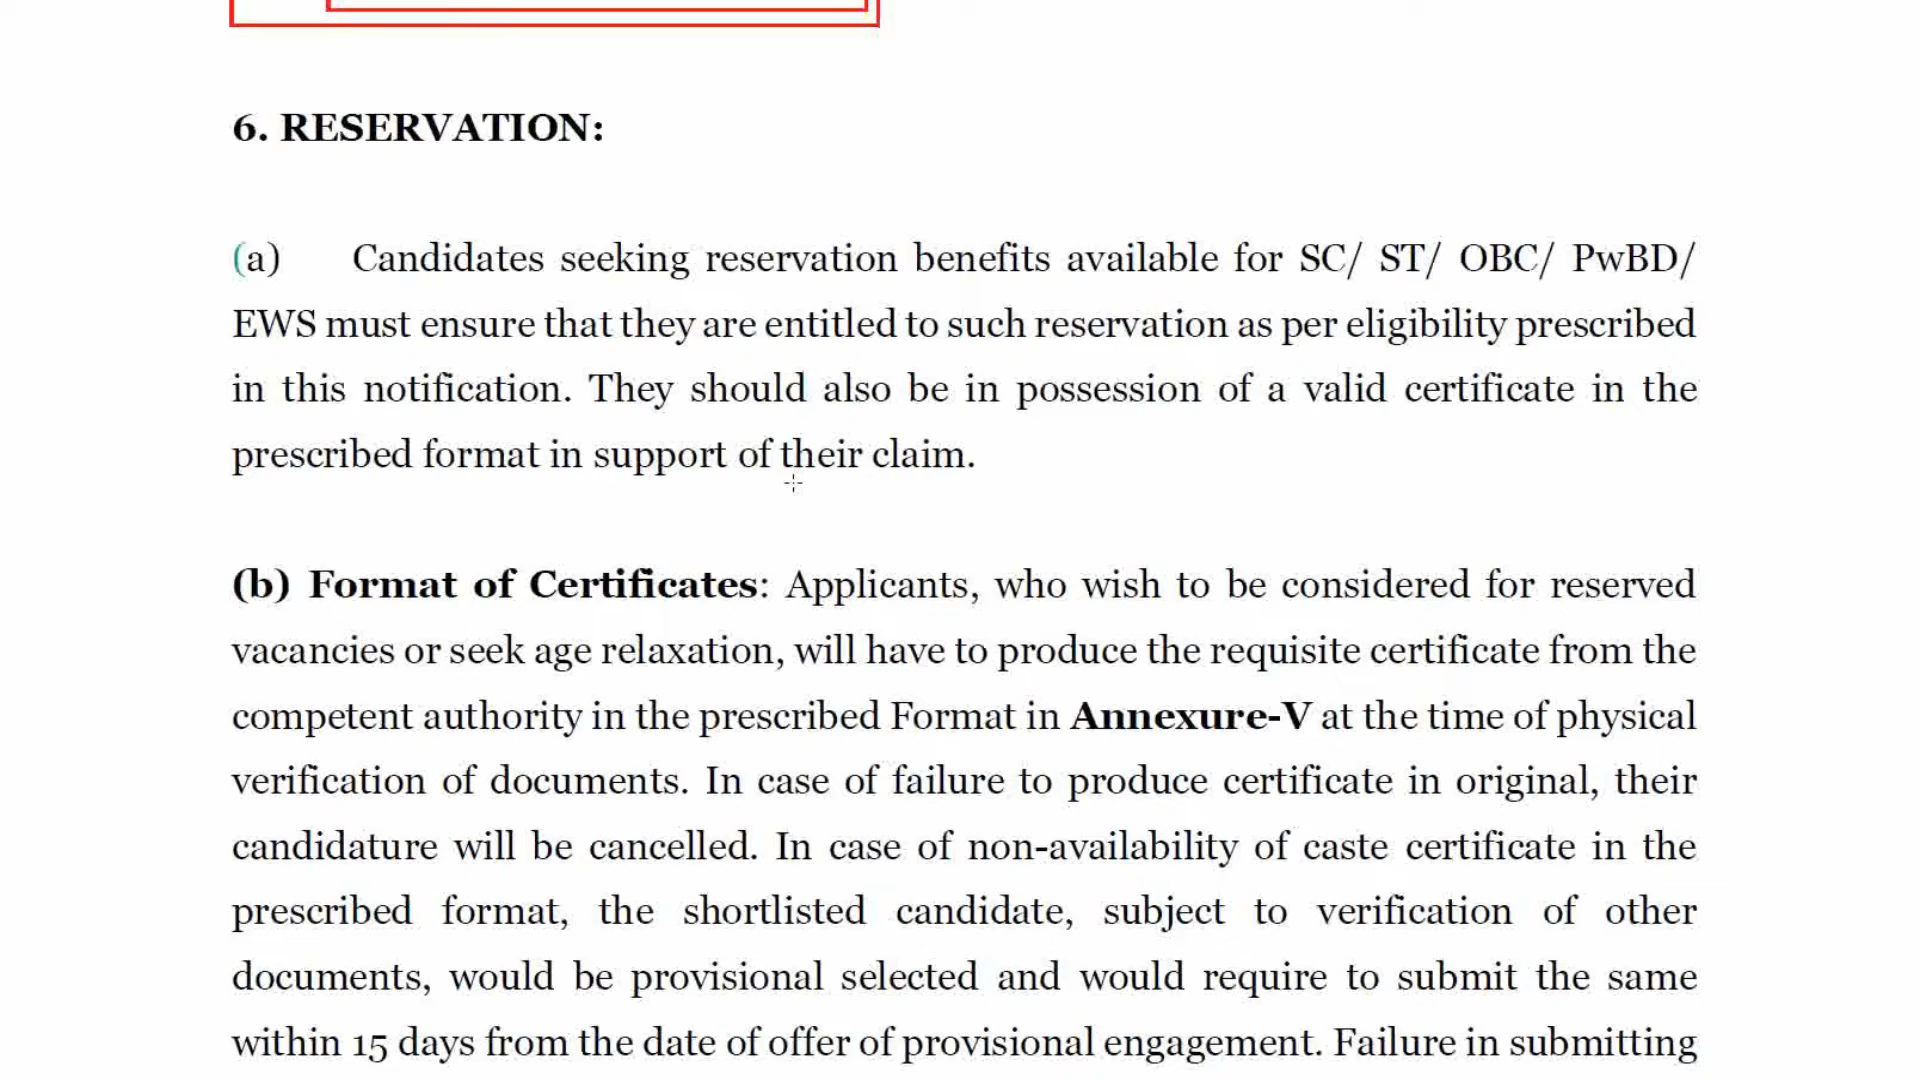 6. RESERVATION:
(a) Candidates seeking reservation benefits available for SC/ ST/ OBC/ PwBD/
EWS must ensure that they are entitled to such reservation as per eligibility prescribed
in this notification. They should also be in possession of a valid certificate in the
prescribed format in support of their claim.
(b) Format of Certificates: Applicants, who wish to be considered for reserved
vacancies or seek age relaxation, will have to produce the requisite certificate from the
competent authority in the prescribed Format in Annexure-V at the time of physical
verification of documents. In case of failure to produce certificate in original, their
candidature will be cancelled. In case of non-availability of caste certificate in the
prescribed format, the shortlisted candidate, subject to verification of other
documents, would be provisional selected and would require to submit the same
within 15 days from the date of offer of provisional engagement. Failure in submitting